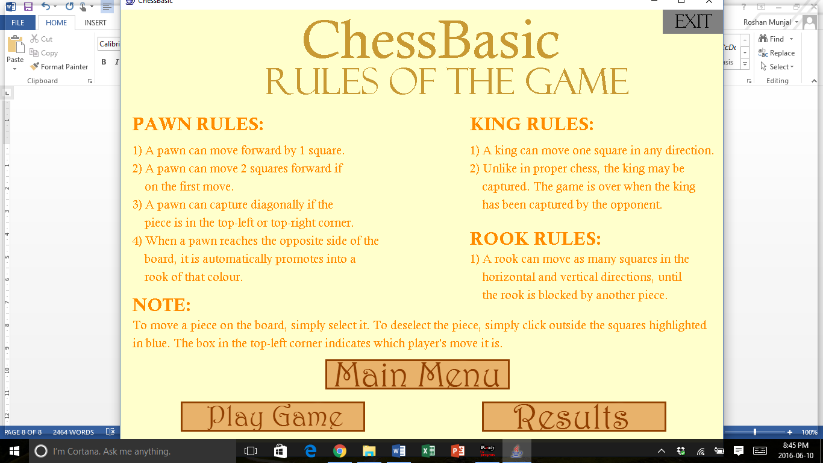 ChessBasic
FILE
HOME
INSERT
Roshan Munjal
Cut
Copy
Paste
Format Painter
Clipboard
Calibri
B I
Find
Replace
Select
Editing
EXIT
ChessBasic
RULES OF THE GAME
PAWN RULES:
1) A pawn can move forward by 1 square.
2) A pawn can move 2 squares forward if
on the first move.
3) A pawn can capture diagonally if the
piece is in the top-left or top-right corner.
4) When a pawn reaches the opposite side of the
board, it is automatically promotes into a
rook of that colour.
KING RULES:
1) A king can move one square in any direction.
2) Unlike in proper chess, the king may be
captured. The game is over when the king
has been captured by the opponent.
ROOK RULES:
1) A rook can move as many squares in the
horizontal and vertical directions, until
the rook is blocked by another piece.
NOTE:
To move a piece on the board, simply select it. To deselect the piece, simply click outside the squares highlighted
in blue. The box in the top-left corner indicates which player's move it is.
Main Menu
Play Game
Results
PAGE 8 OF 8
2464 WORDS
100%
I'm Cortana. Ask me anything.
8:45 PM
2016-06-10